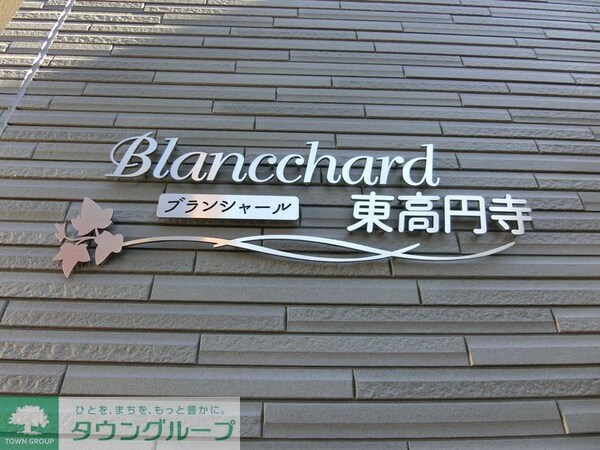 Blancchard
ブランシャール
東高円寺
TOWN GROUP
ひとを、まちを、もっと豊かに。
タウングループ